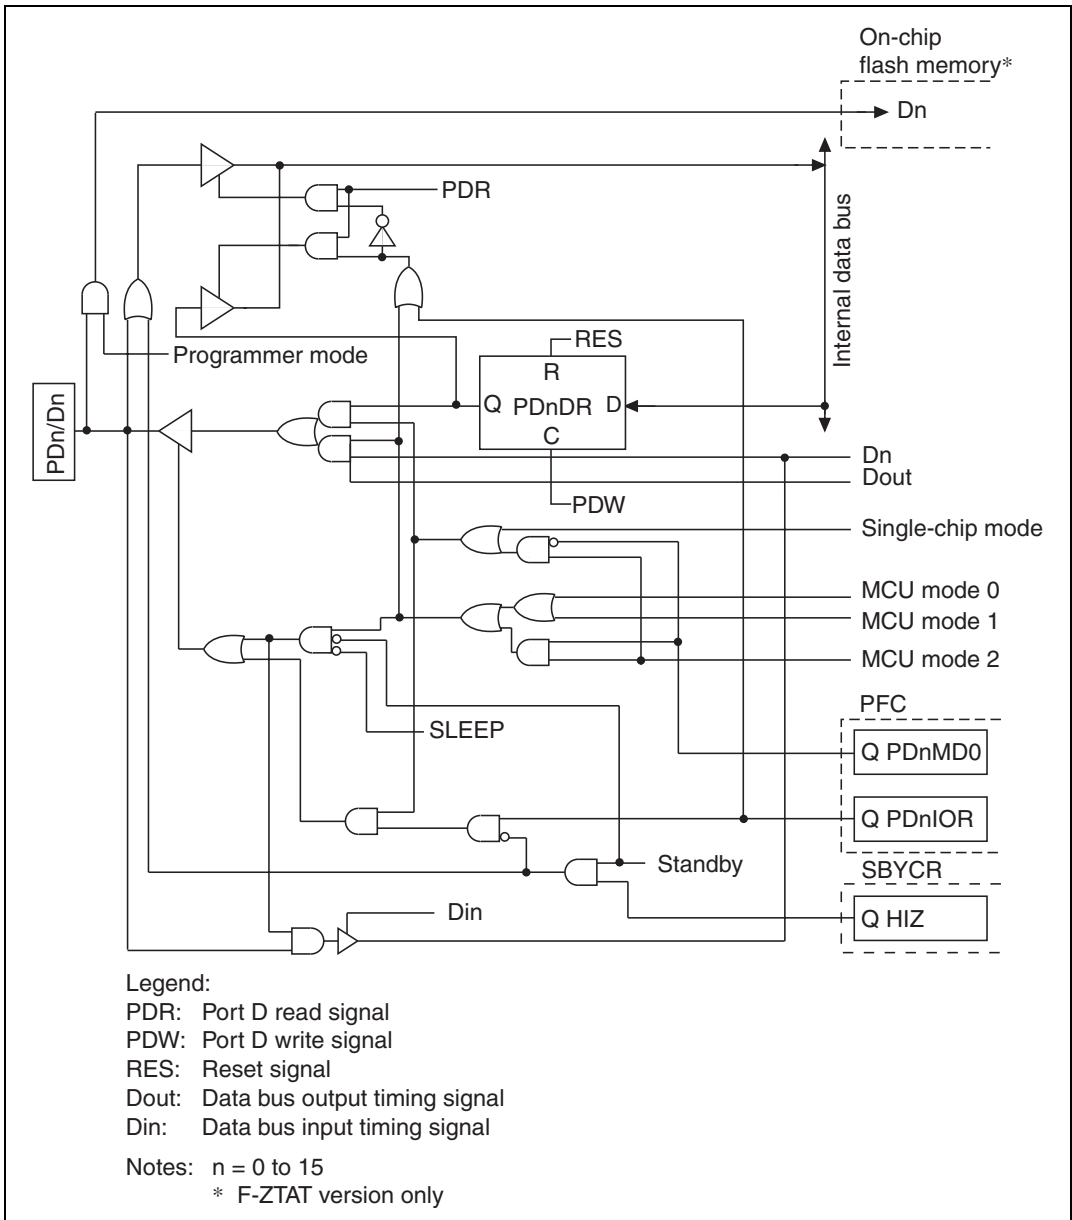 On-chip
flash memory*
Dn
PDR
Internal data bus
Programmer mode
RES
R
Q PDnDR D
C
PDn/Dn
PDW
Dn
Dout
Single-chip mode
MCU mode 0
MCU mode 1
MCU mode 2
PFC
SLEEP
Q PDnMD0
Q PDnIOR
Standby
SBYCR
Din
Q HIZ
Legend:
PDR: Port D read signal
PDW: Port D write signal
RES: Reset signal
Dout: Data bus output timing signal
Din: Data bus input timing signal
Notes: n = 0 to 15
* F-ZTAT version only